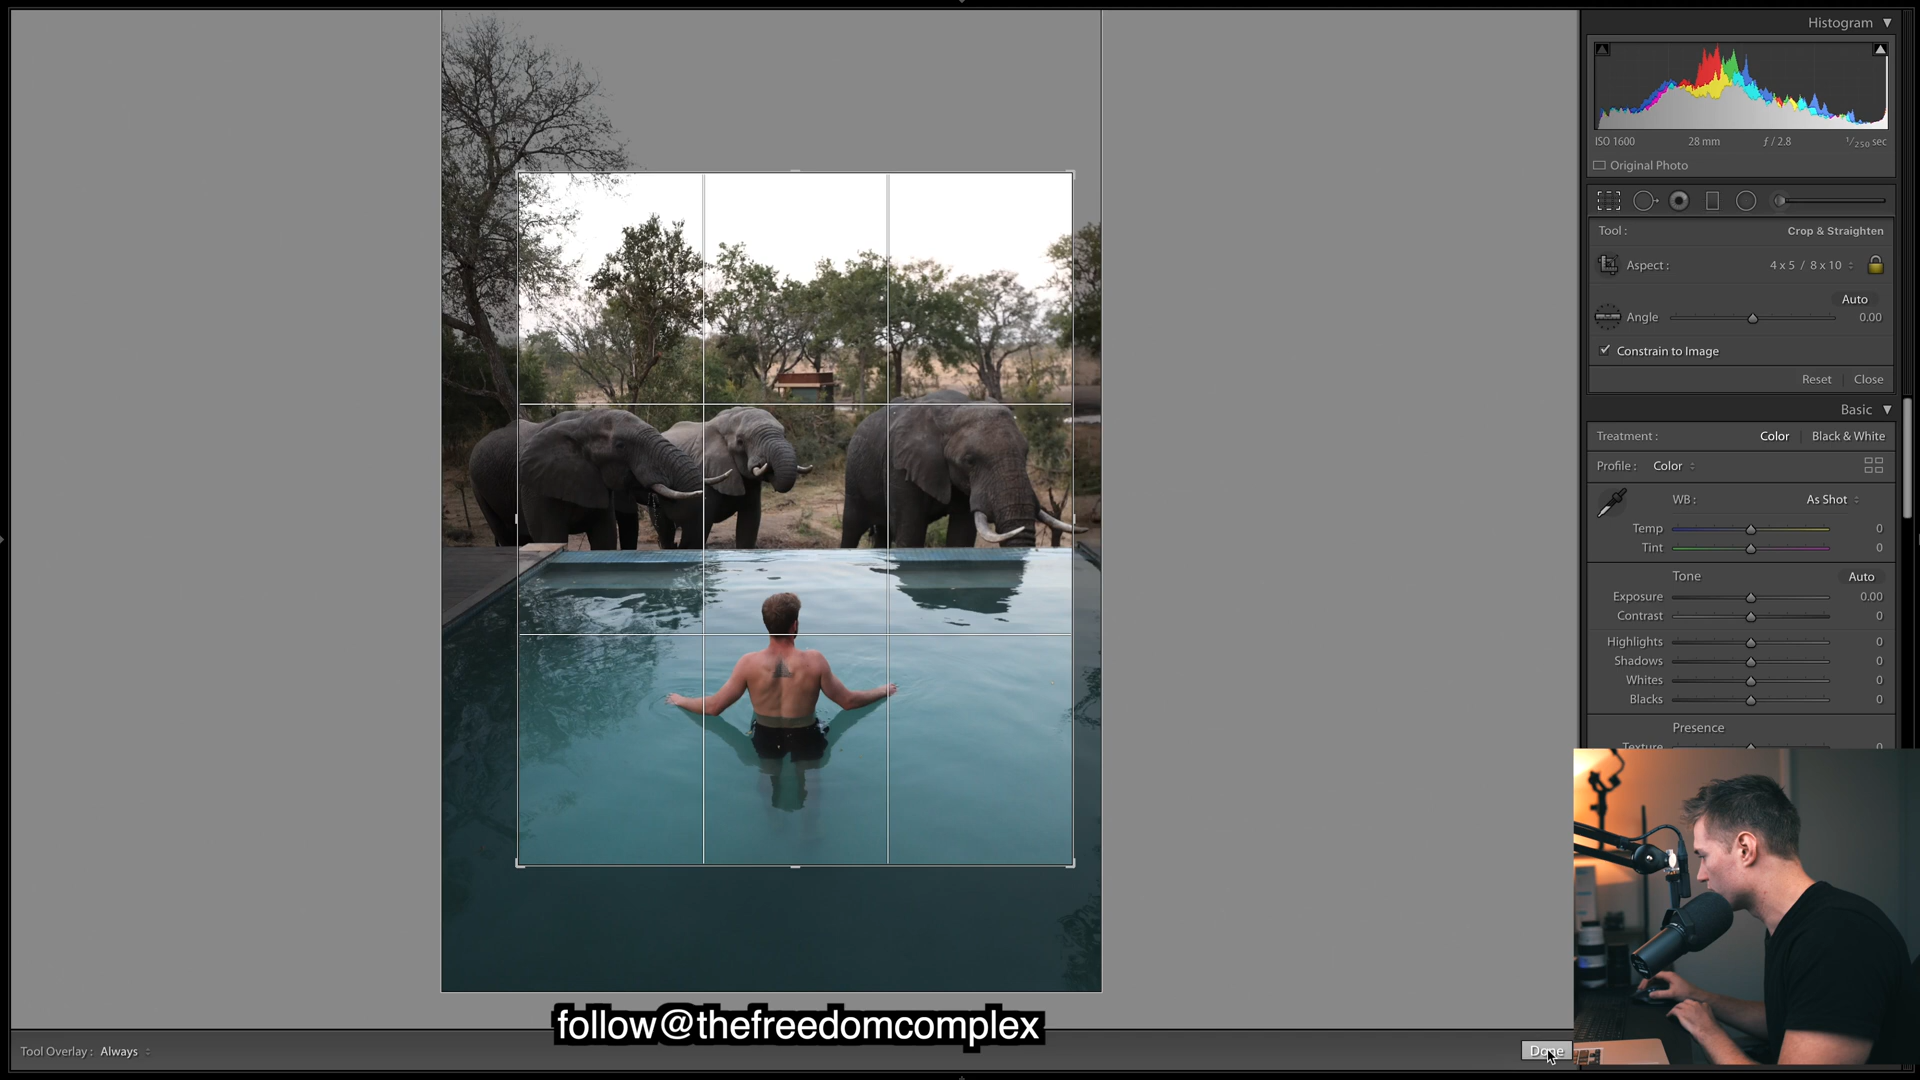 Histogram
ISO 1600 28 mm ƒ / 2.8 1/250 sec
Original Photo
Tool : Crop & Straighten
Aspect : 4 x 5 / 8 x 10
Auto
Angle 0.00
Constrain to Image
Reset Close
Basic
Treatment : Color Black & White
Profile : Color
WB : As Shot
Temp 0
Tint 0
Tone Auto
Exposure 0.00
Contrast 0
Highlights 0
Shadows 0
Whites 0
Blacks 0
Presence
Texture 0
follow@thefreedomcomplex
Tool Overlay : Always
Done